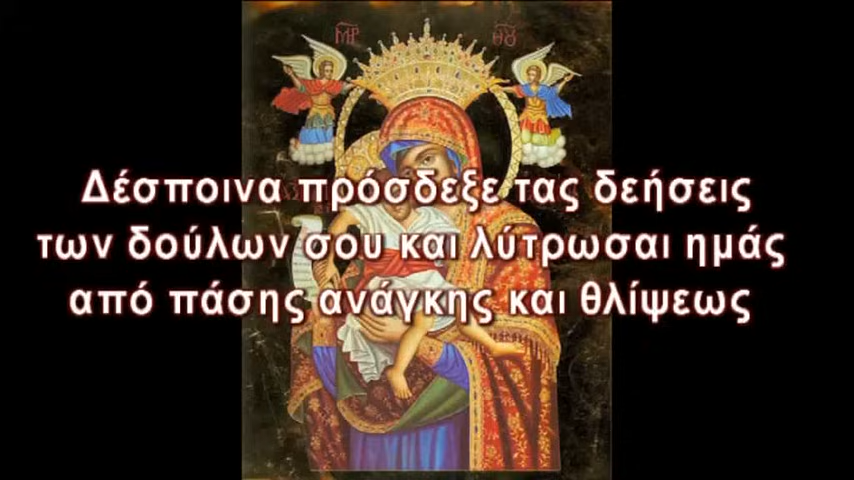 ΜΡ ΘΥ
Δέσποινα πρόσδεξε τας δεήσεις
των δούλων σου και λύτρωσαι ημάς
από πάσης ανάγκης και θλίψεως